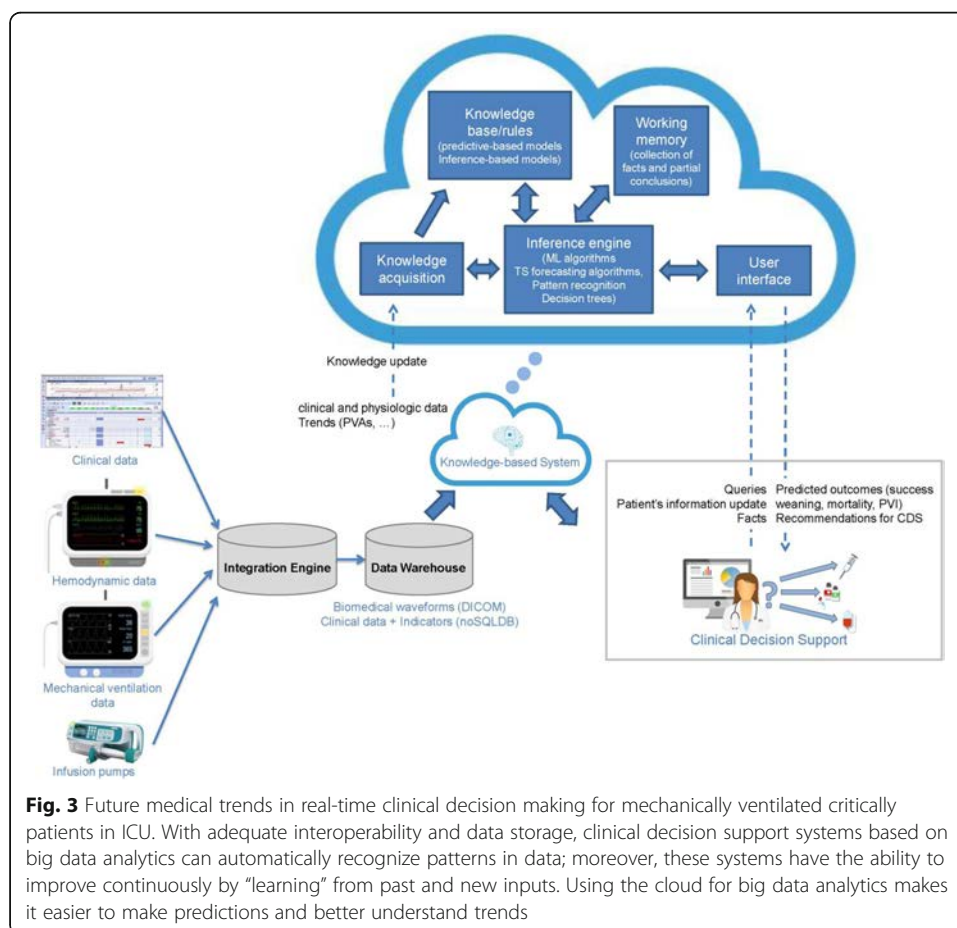 Knowledge
base/rules
(predictive-based models
Inference-based models)
Working
memory
(collection of
facts and partial
conclusions)
Knowledge
acquisition
Inference engine
(ML algorithms
TS forecasting algorithms,
Pattern recognition
Decision trees)
User
interface
Knowledge update
clinical and physiologic data
Trends (PVAs, ...)
Knowledge-based System
Clinical data
Hemodynamic data
Mechanical ventilation
data
Infusion pumps
Integration Engine
Data Warehouse
Biomedical waveforms (DICOM)
Clinical data + Indicators (noSQLDB)
Queries
Patient's information update
Facts
Predicted outcomes (success
weaning, mortality, PVI)
Recommendations for CDS
?
Clinical Decision Support
Fig. 3 Future medical trends in real-time clinical decision making for mechanically ventilated critically
patients in ICU. With adequate interoperability and data storage, clinical decision support systems based on
big data analytics can automatically recognize patterns in data; moreover, these systems have the ability to
improve continuously by “learning” from past and new inputs. Using the cloud for big data analytics makes
it easier to make predictions and better understand trends